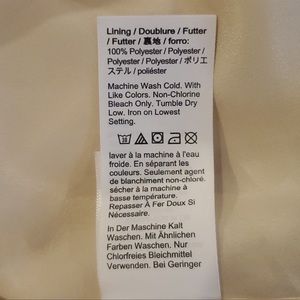 Lining / Doublure / Futter
/ Futter / 裏地 / forro:
100% Polyester / Polyester /
Polyester / Polyester / ポリエ
ステル / poliéster
Machine Wash Cold. With
Like Colors. Non-Chlorine
Bleach Only. Tumble Dry
Low. Iron on Lowest
Setting.
laver à la machine à l'eau
froide. En séparant les
couleurs. Seulement agent
de blanchiment non-chloré.
sécher à la machine à
basse température.
Repasser À Fer Doux Si
Nécessaire.
In Der Maschine Kalt
Waschen. Mit Ähnlichen
Farben Waschen. Nur
Chlorfreies Bleichmittel
Verwenden. Bei Geringer